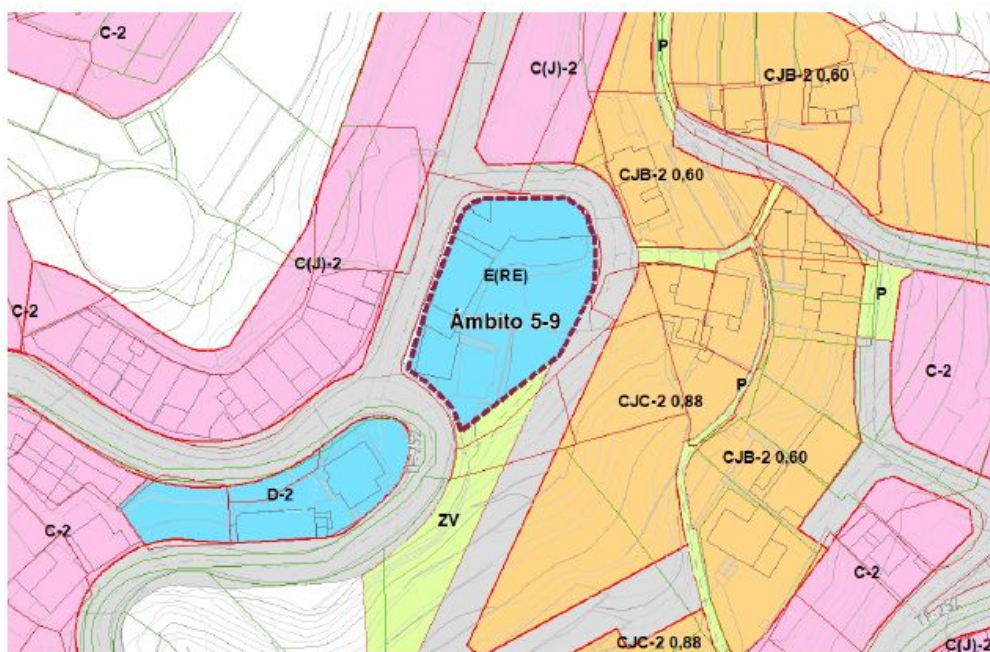 C-2
P
C(J)-2
CJB-2 0,60
CJB-2 0,60
C(J)-2
E(RE)
P
C-2
Ámbito 5-9
C-2
P
CJC-2 0,88
CJB-2 0,60
D-2
ZV
C-2
C-2
CJC-2 0,88
C(J)-2